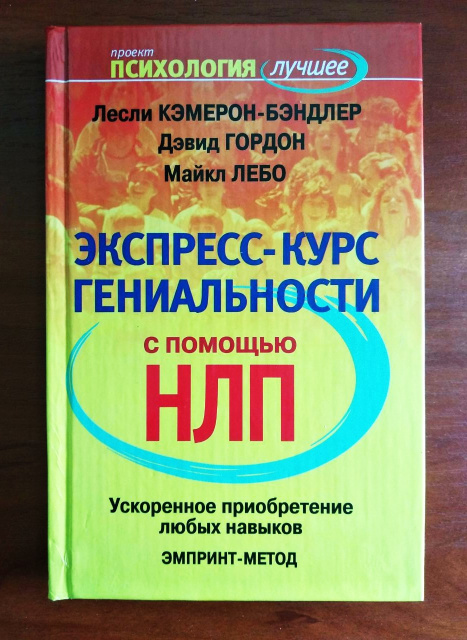 проект
ПСИХОЛОГИЯ лучшее
Лесли КЭМЕРОН-БЭНДЛЕР
Дэвид ГОРДОН
Майкл ЛЕБО
ЭКСПРЕСС-КУРС
ГЕНИАЛЬНОСТИ
С ПОМОЩЬЮ
НЛП
Ускоренное приобретение
любых навыков
ЭМПРИНТ-МЕТОД